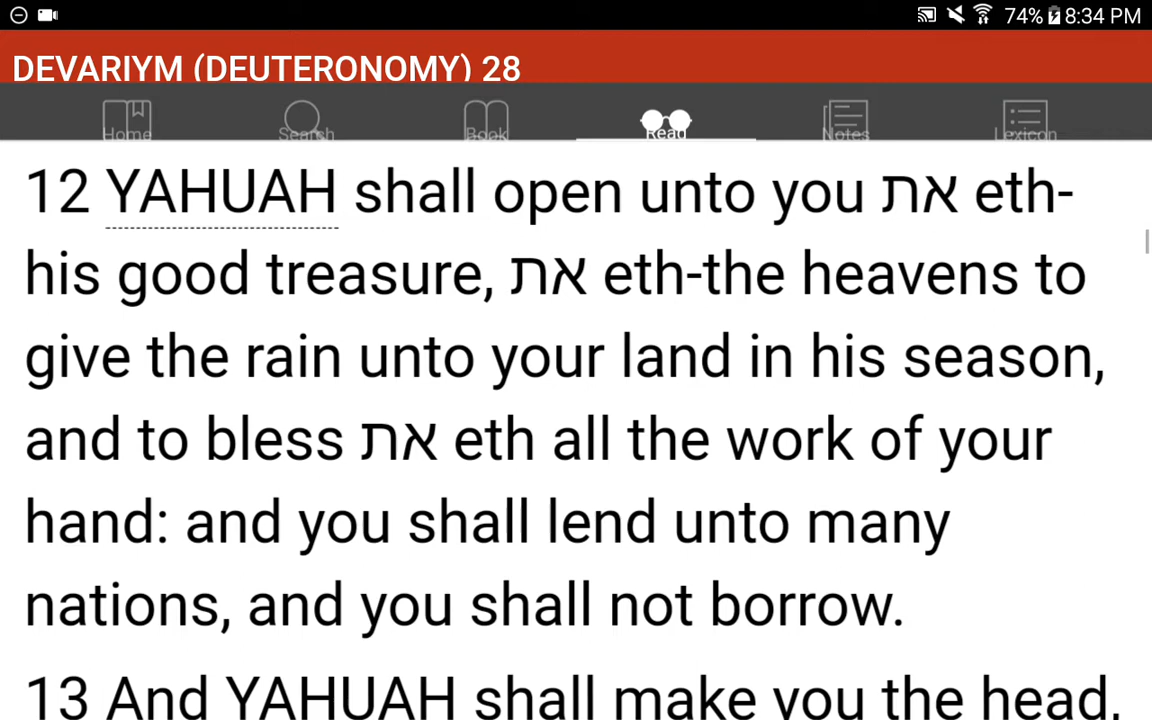 74% 8:34 PM
DEVARIYM (DEUTERONOMY) 28
Home Search Book Read Notes Lexicon
12 YAHUAH shall open unto you את eth-
his good treasure, את eth-the heavens to
give the rain unto your land in his season,
and to bless את eth all the work of your
hand: and you shall lend unto many
nations, and you shall not borrow.
13 And YAHUAH shall make you the head,